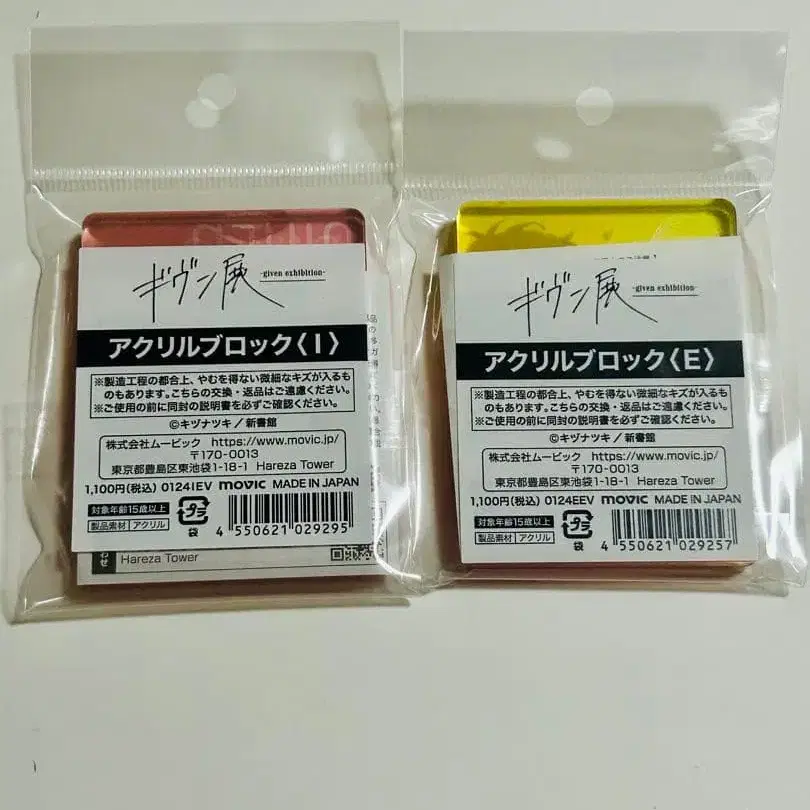 ギヴン展
-given exhibition-
アクリルブロック〈I〉
※製造工程の都合上、やむを得ない微細なキズが入るも
のもあります。こちらの交換・返品はご遠慮ください。
※ご使用の前に同封の説明書を必ずご確認ください。
©キヅナツキ／新書館
株式会社ムービック https://www.movic.jp/
〒170-0013
東京都豊島区東池袋1-18-1 Hareza Tower
1,100円(税込) 0124IEV movic MADE IN JAPAN
対象年齢15歳以上
製品素材 アクリル
プラ
袋
4 550621 029295
わせ
Hareza Tower
ギヴン展
-given exhibition-
アクリルブロック〈E〉
※製造工程の都合上、やむを得ない微細なキズが入るも
のもあります。こちらの交換・返品はご遠慮ください。
※ご使用の前に同封の説明書を必ずご確認ください。
©キヅナツキ／新書館
株式会社ムービック https://www.movic.jp/
〒170-0013
東京都豊島区東池袋1-18-1 Hareza Tower
1,100円(税込) 0124EEV movic MADE IN JAPAN
対象年齢15歳以上
製品素材 アクリル
プラ
袋
4 550621 029257